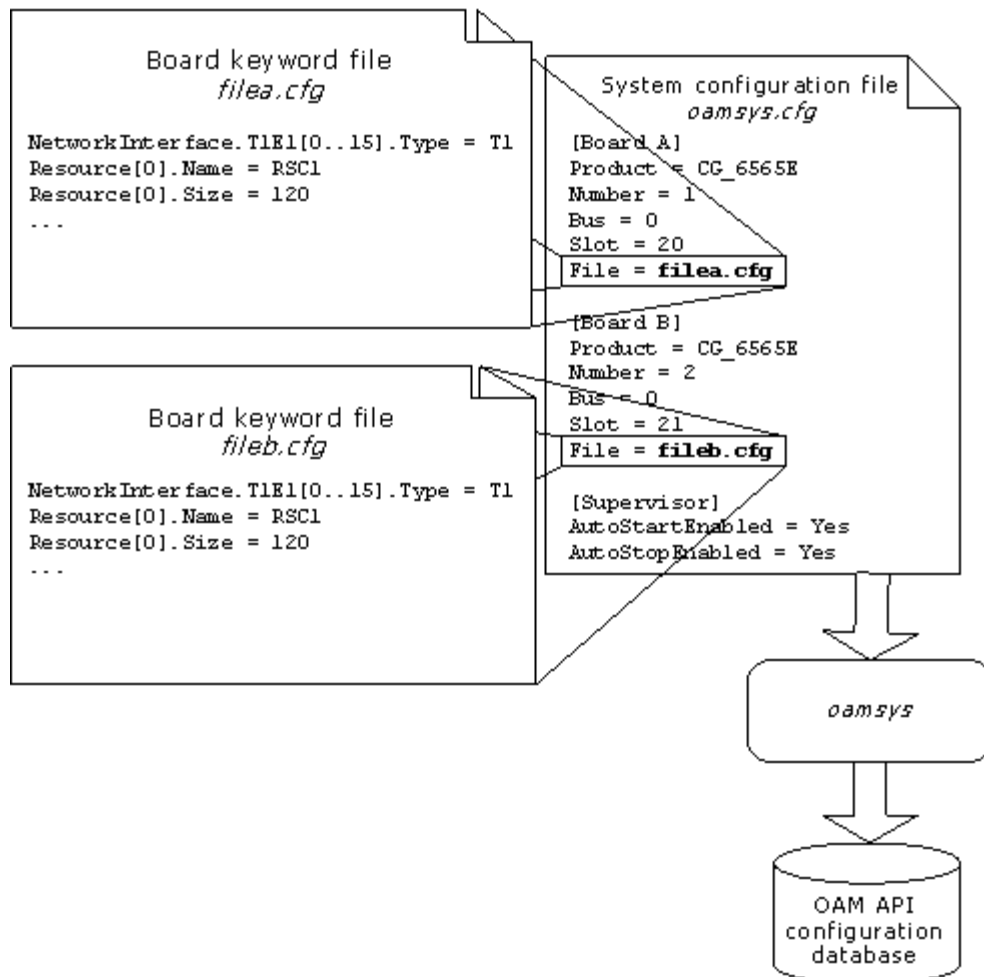 Board keyword file
filea.cfg
NetworkInterface.T1E1[0..15].Type = T1
Resource[0].Name = RSC1
Resource[0].Size = 120
...
Board keyword file
fileb.cfg
NetworkInterface.T1E1[0..15].Type = T1
Resource[0].Name = RSC1
Resource[0].Size = 120
...
System configuration file
oamsys.cfg
[Board A]
Product = CG_6565E
Number = 1
Bus = 0
Slot = 20
File = filea.cfg
[Board B]
Product = CG_6565E
Number = 2
Bus = 0
Slot = 21
File = fileb.cfg
[Supervisor]
AutoStartEnabled = Yes
AutoStopEnabled = Yes
oamsys
OAM API
configuration
database